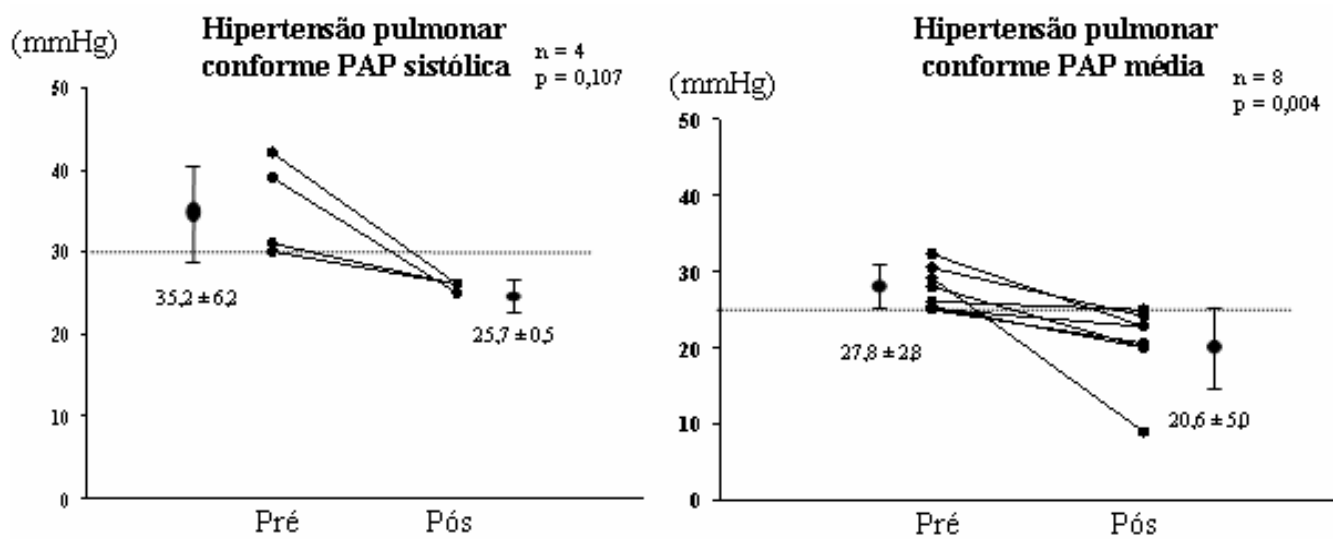 Hipertensão pulmonar
conforme PAP sistólica
n = 4
p = 0,107
(mmHg)
50
40
30
20
10
0
35,2 ± 6,2
25,7 ± 0,5
Pré
Pós
Hipertensão pulmonar
conforme PAP média
n = 8
p = 0,004
(mmHg)
50
40
30
20
10
0
27,8 ± 2,8
20,6 ± 5,0
Pré
Pós